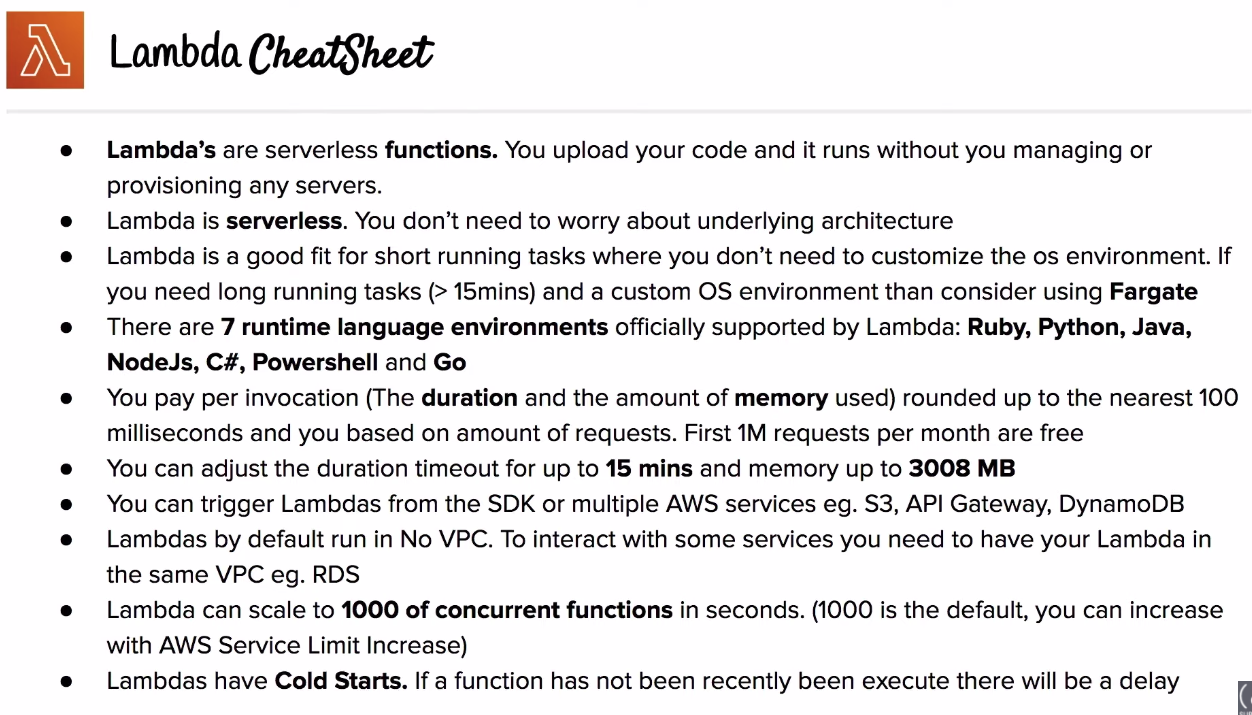 Lambda CheatSheet
● Lambda's are serverless functions. You upload your code and it runs without you managing or
provisioning any servers.
● Lambda is serverless. You don't need to worry about underlying architecture
● Lambda is a good fit for short running tasks where you don't need to customize the os environment. If
you need long running tasks (> 15mins) and a custom OS environment than consider using Fargate
● There are 7 runtime language environments officially supported by Lambda: Ruby, Python, Java,
NodeJs, C#, Powershell and Go
● You pay per invocation (The duration and the amount of memory used) rounded up to the nearest 100
milliseconds and you based on amount of requests. First 1M requests per month are free
● You can adjust the duration timeout for up to 15 mins and memory up to 3008 MB
● You can trigger Lambdas from the SDK or multiple AWS services eg. S3, API Gateway, DynamoDB
● Lambdas by default run in No VPC. To interact with some services you need to have your Lambda in
the same VPC eg. RDS
● Lambda can scale to 1000 of concurrent functions in seconds. (1000 is the default, you can increase
with AWS Service Limit Increase)
● Lambdas have Cold Starts. If a function has not been recently been execute there will be a delay